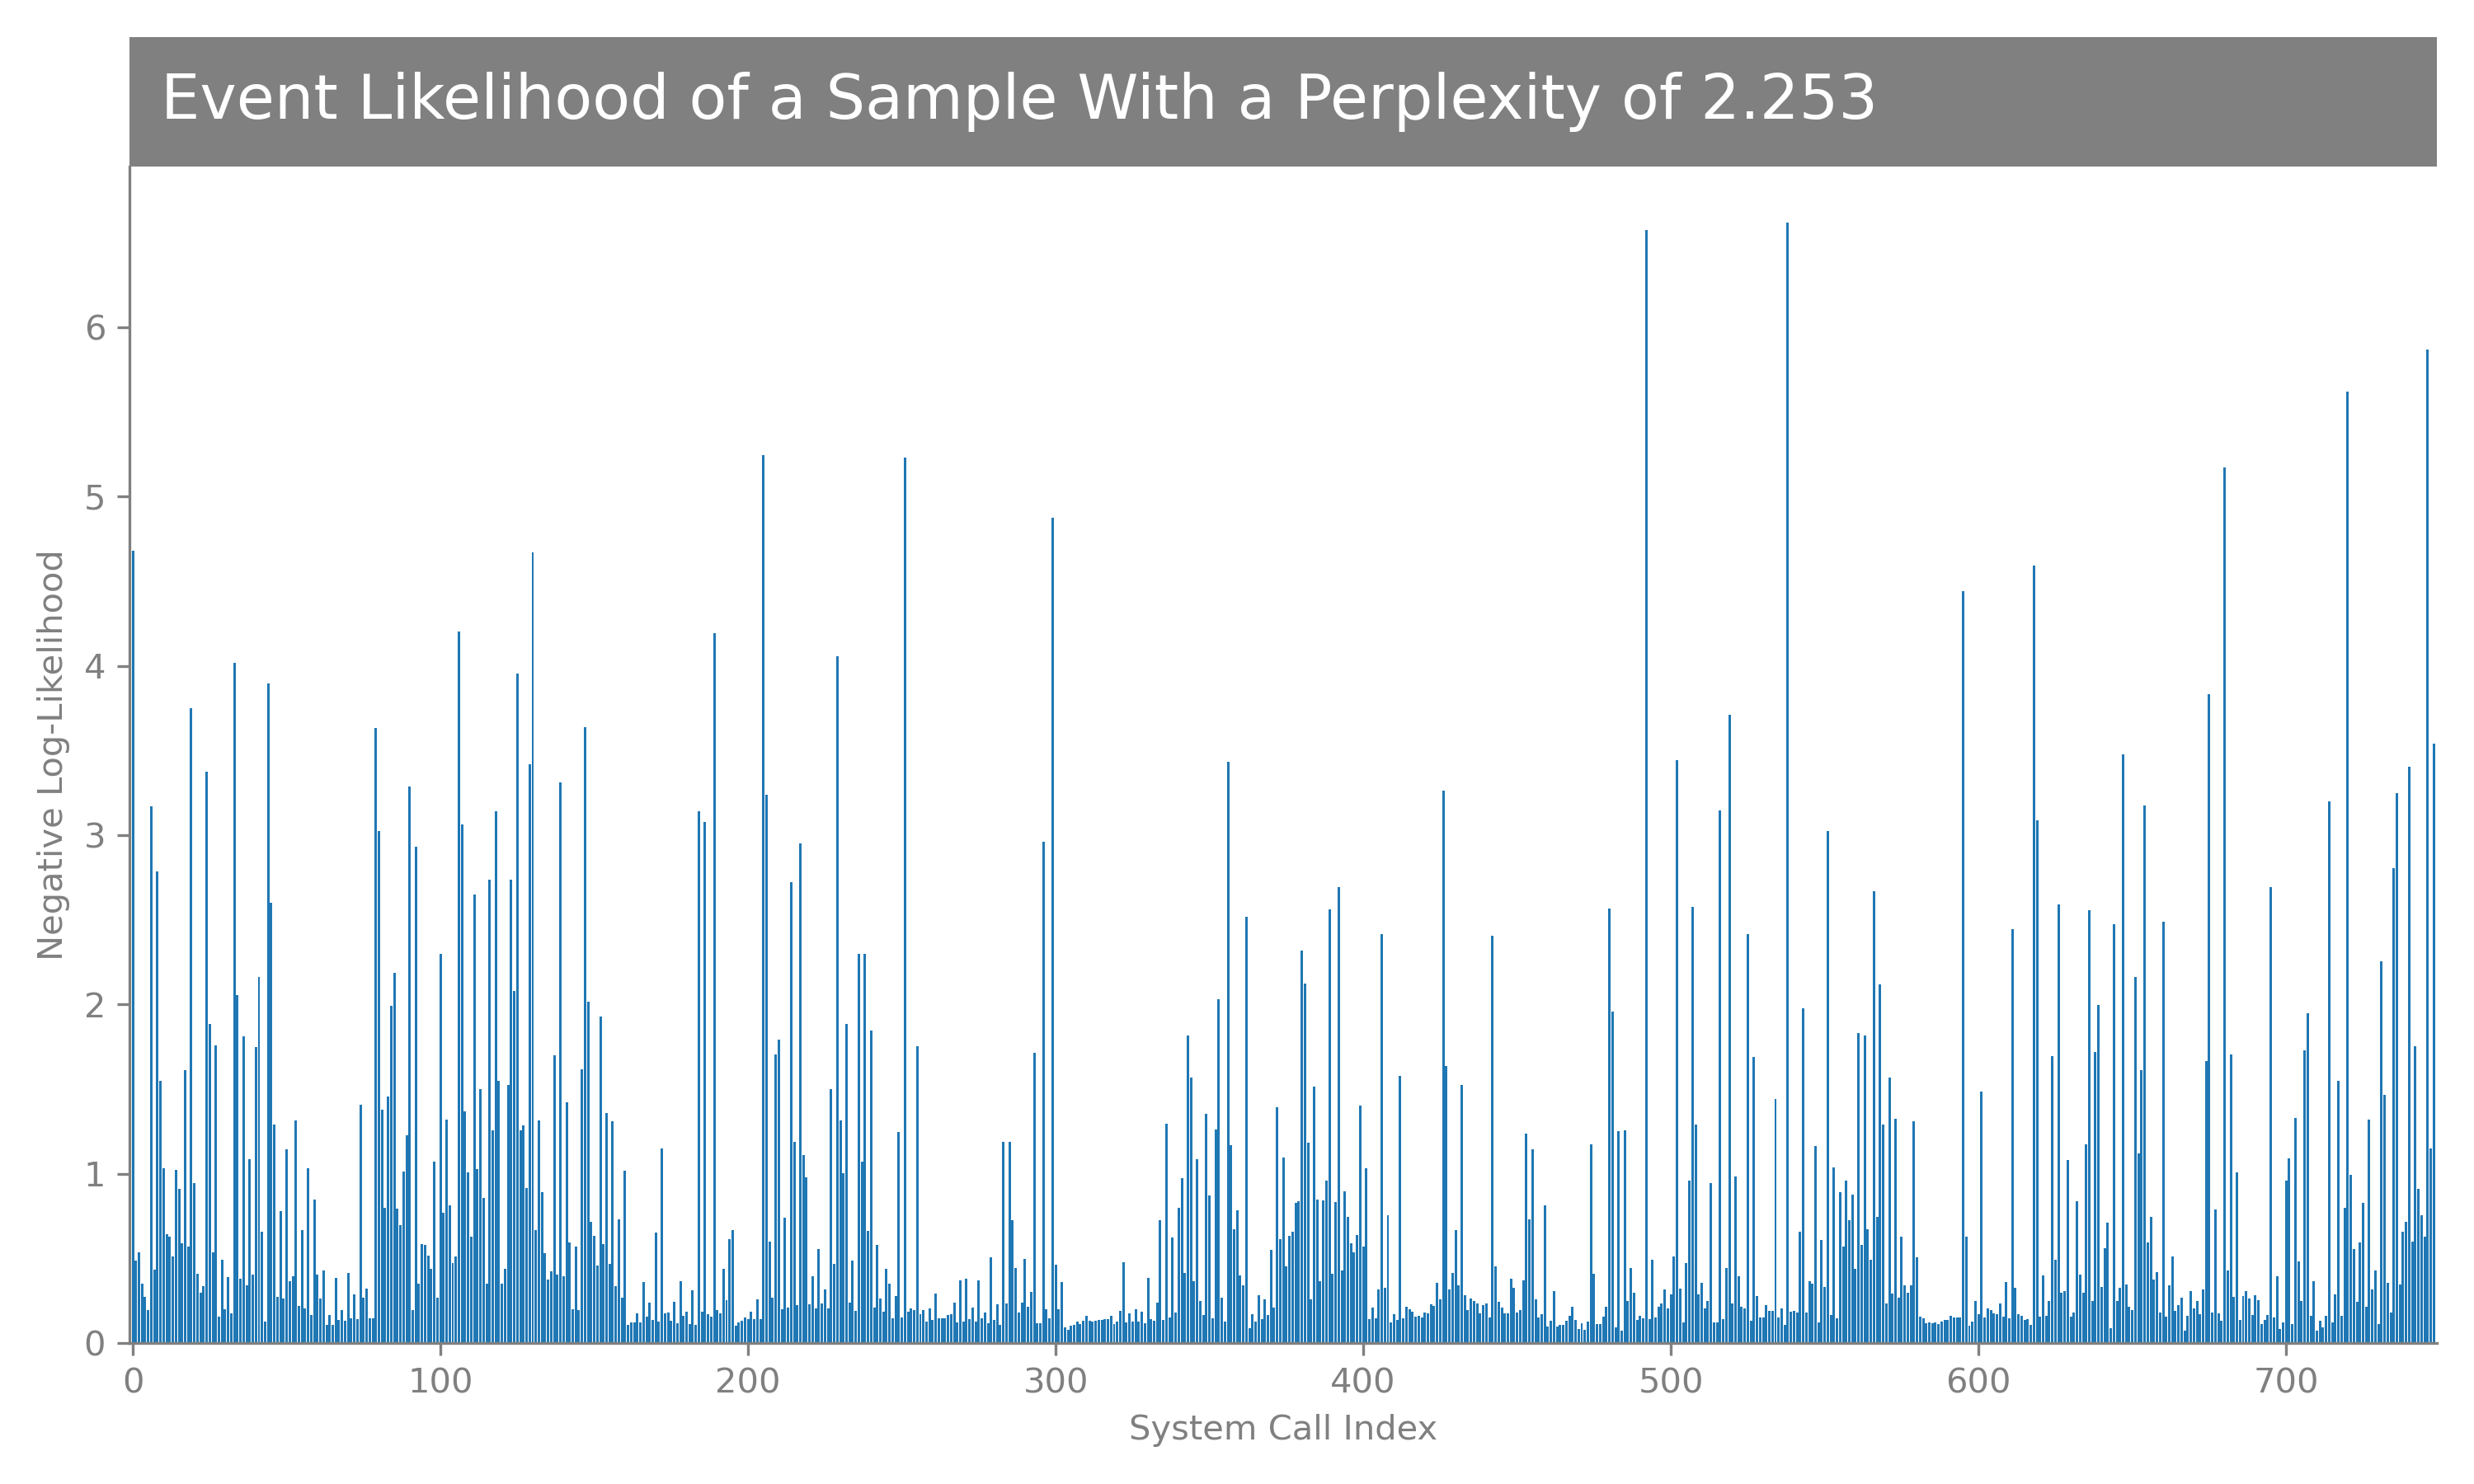 Event Likelihood of a Sample With a Perplexity of 2.253
Negative Log-Likelihood
6
5
4
3
2
1
0
0 100 200 300 400 500 600 700
System Call Index